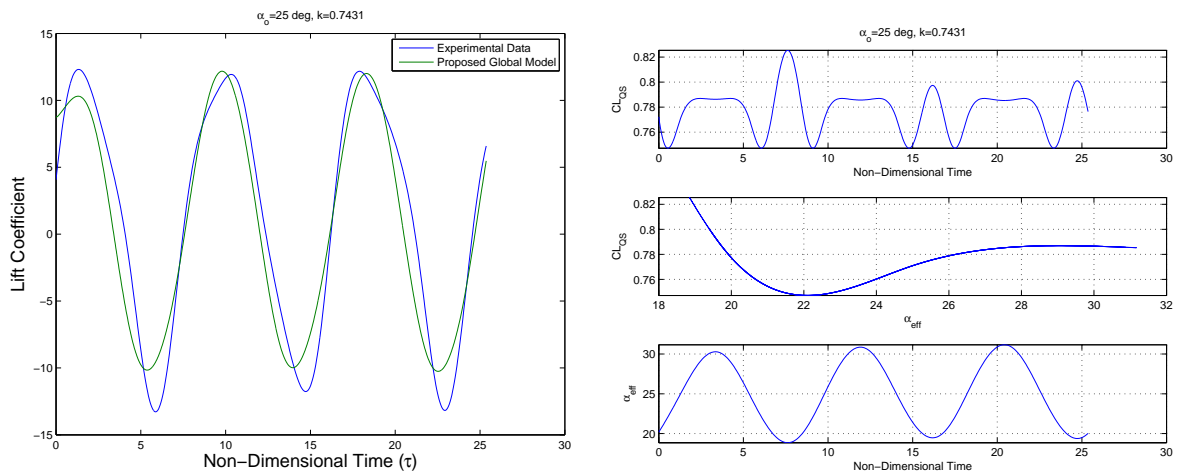 α_o=25 deg, k=0.7431
15
10
5
0
−5
−10
−15
Lift Coefficient
0 5 10 15 20 25 30
Non−Dimensional Time (τ)
Experimental Data
Proposed Global Model
α_o=25 deg, k=0.7431
0.82
0.8
0.78
0.76
CL_QS
0 5 10 15 20 25 30
Non−Dimensional Time
0.82
0.8
0.78
0.76
CL_QS
18 20 22 24 26 28 30 32
α_eff
30
25
20
α_eff
0 5 10 15 20 25 30
Non−Dimensional Time